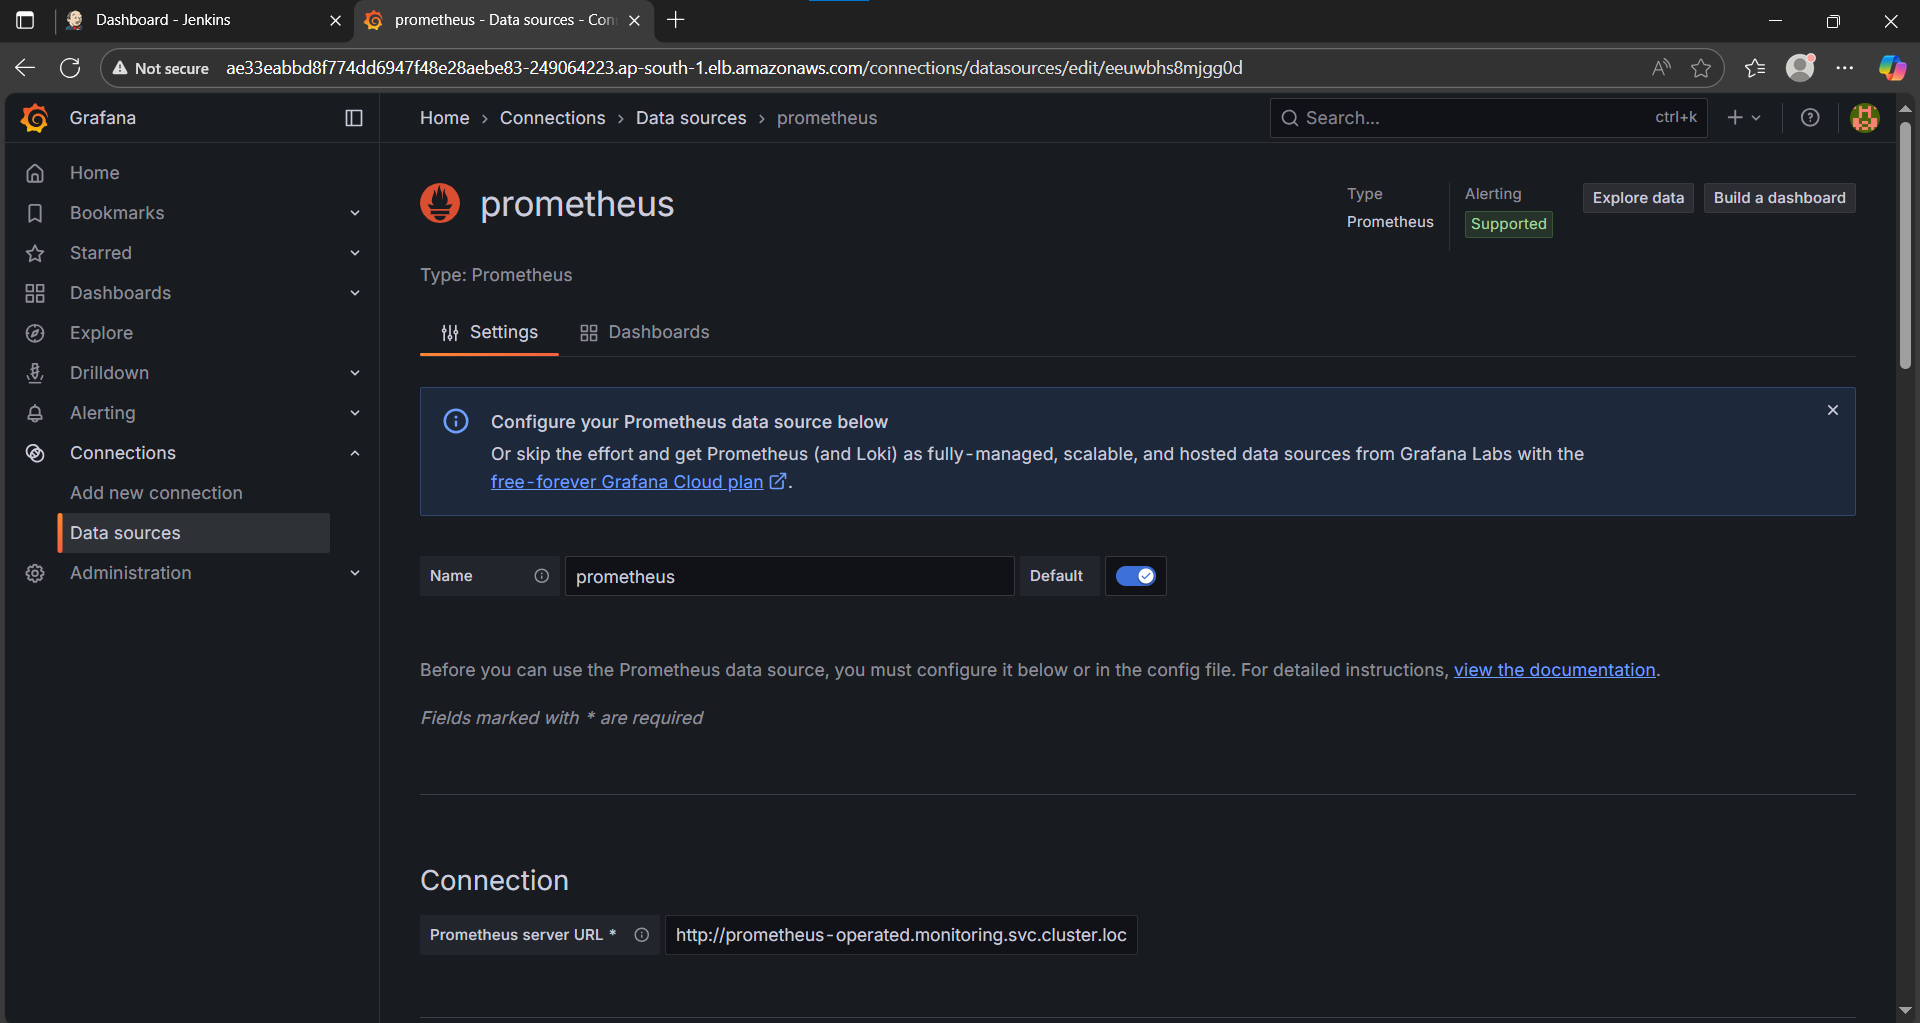 Dashboard - Jenkins
prometheus - Data sources - Con
Not secure ae33eabbd8f774dd6947f48e28aebe83-249064223.ap-south-1.elb.amazonaws.com/connections/datasources/edit/eeuwbhs8mjgg0d
Grafana
Home › Connections › Data sources › prometheus
Search... ctrl+k
Home
Bookmarks
Starred
Dashboards
Explore
Drilldown
Alerting
Connections
Add new connection
Data sources
Administration
prometheus
Type
Prometheus
Alerting
Supported
Explore data
Build a dashboard
Type: Prometheus
Settings
Dashboards
Configure your Prometheus data source below
Or skip the effort and get Prometheus (and Loki) as fully-managed, scalable, and hosted data sources from Grafana Labs with the
free-forever Grafana Cloud plan.
Name prometheus Default
Before you can use the Prometheus data source, you must configure it below or in the config file. For detailed instructions, view the documentation.
Fields marked with * are required
Connection
Prometheus server URL * http://prometheus-operated.monitoring.svc.cluster.loc